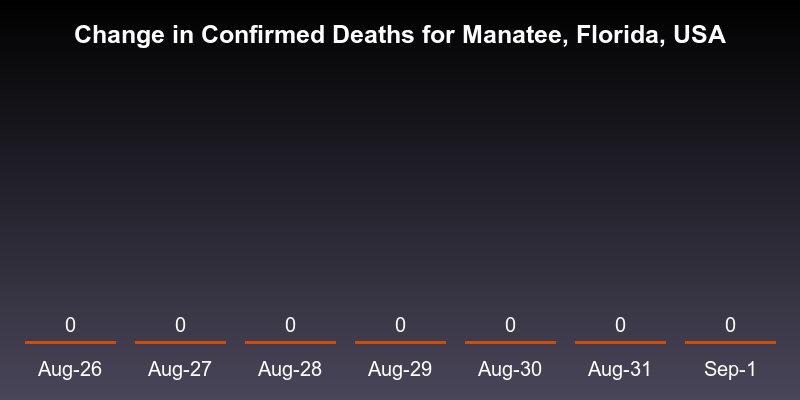 Change in Confirmed Deaths for Manatee, Florida, USA
0 0 0 0 0 0 0
Aug-26 Aug-27 Aug-28 Aug-29 Aug-30 Aug-31 Sep-1